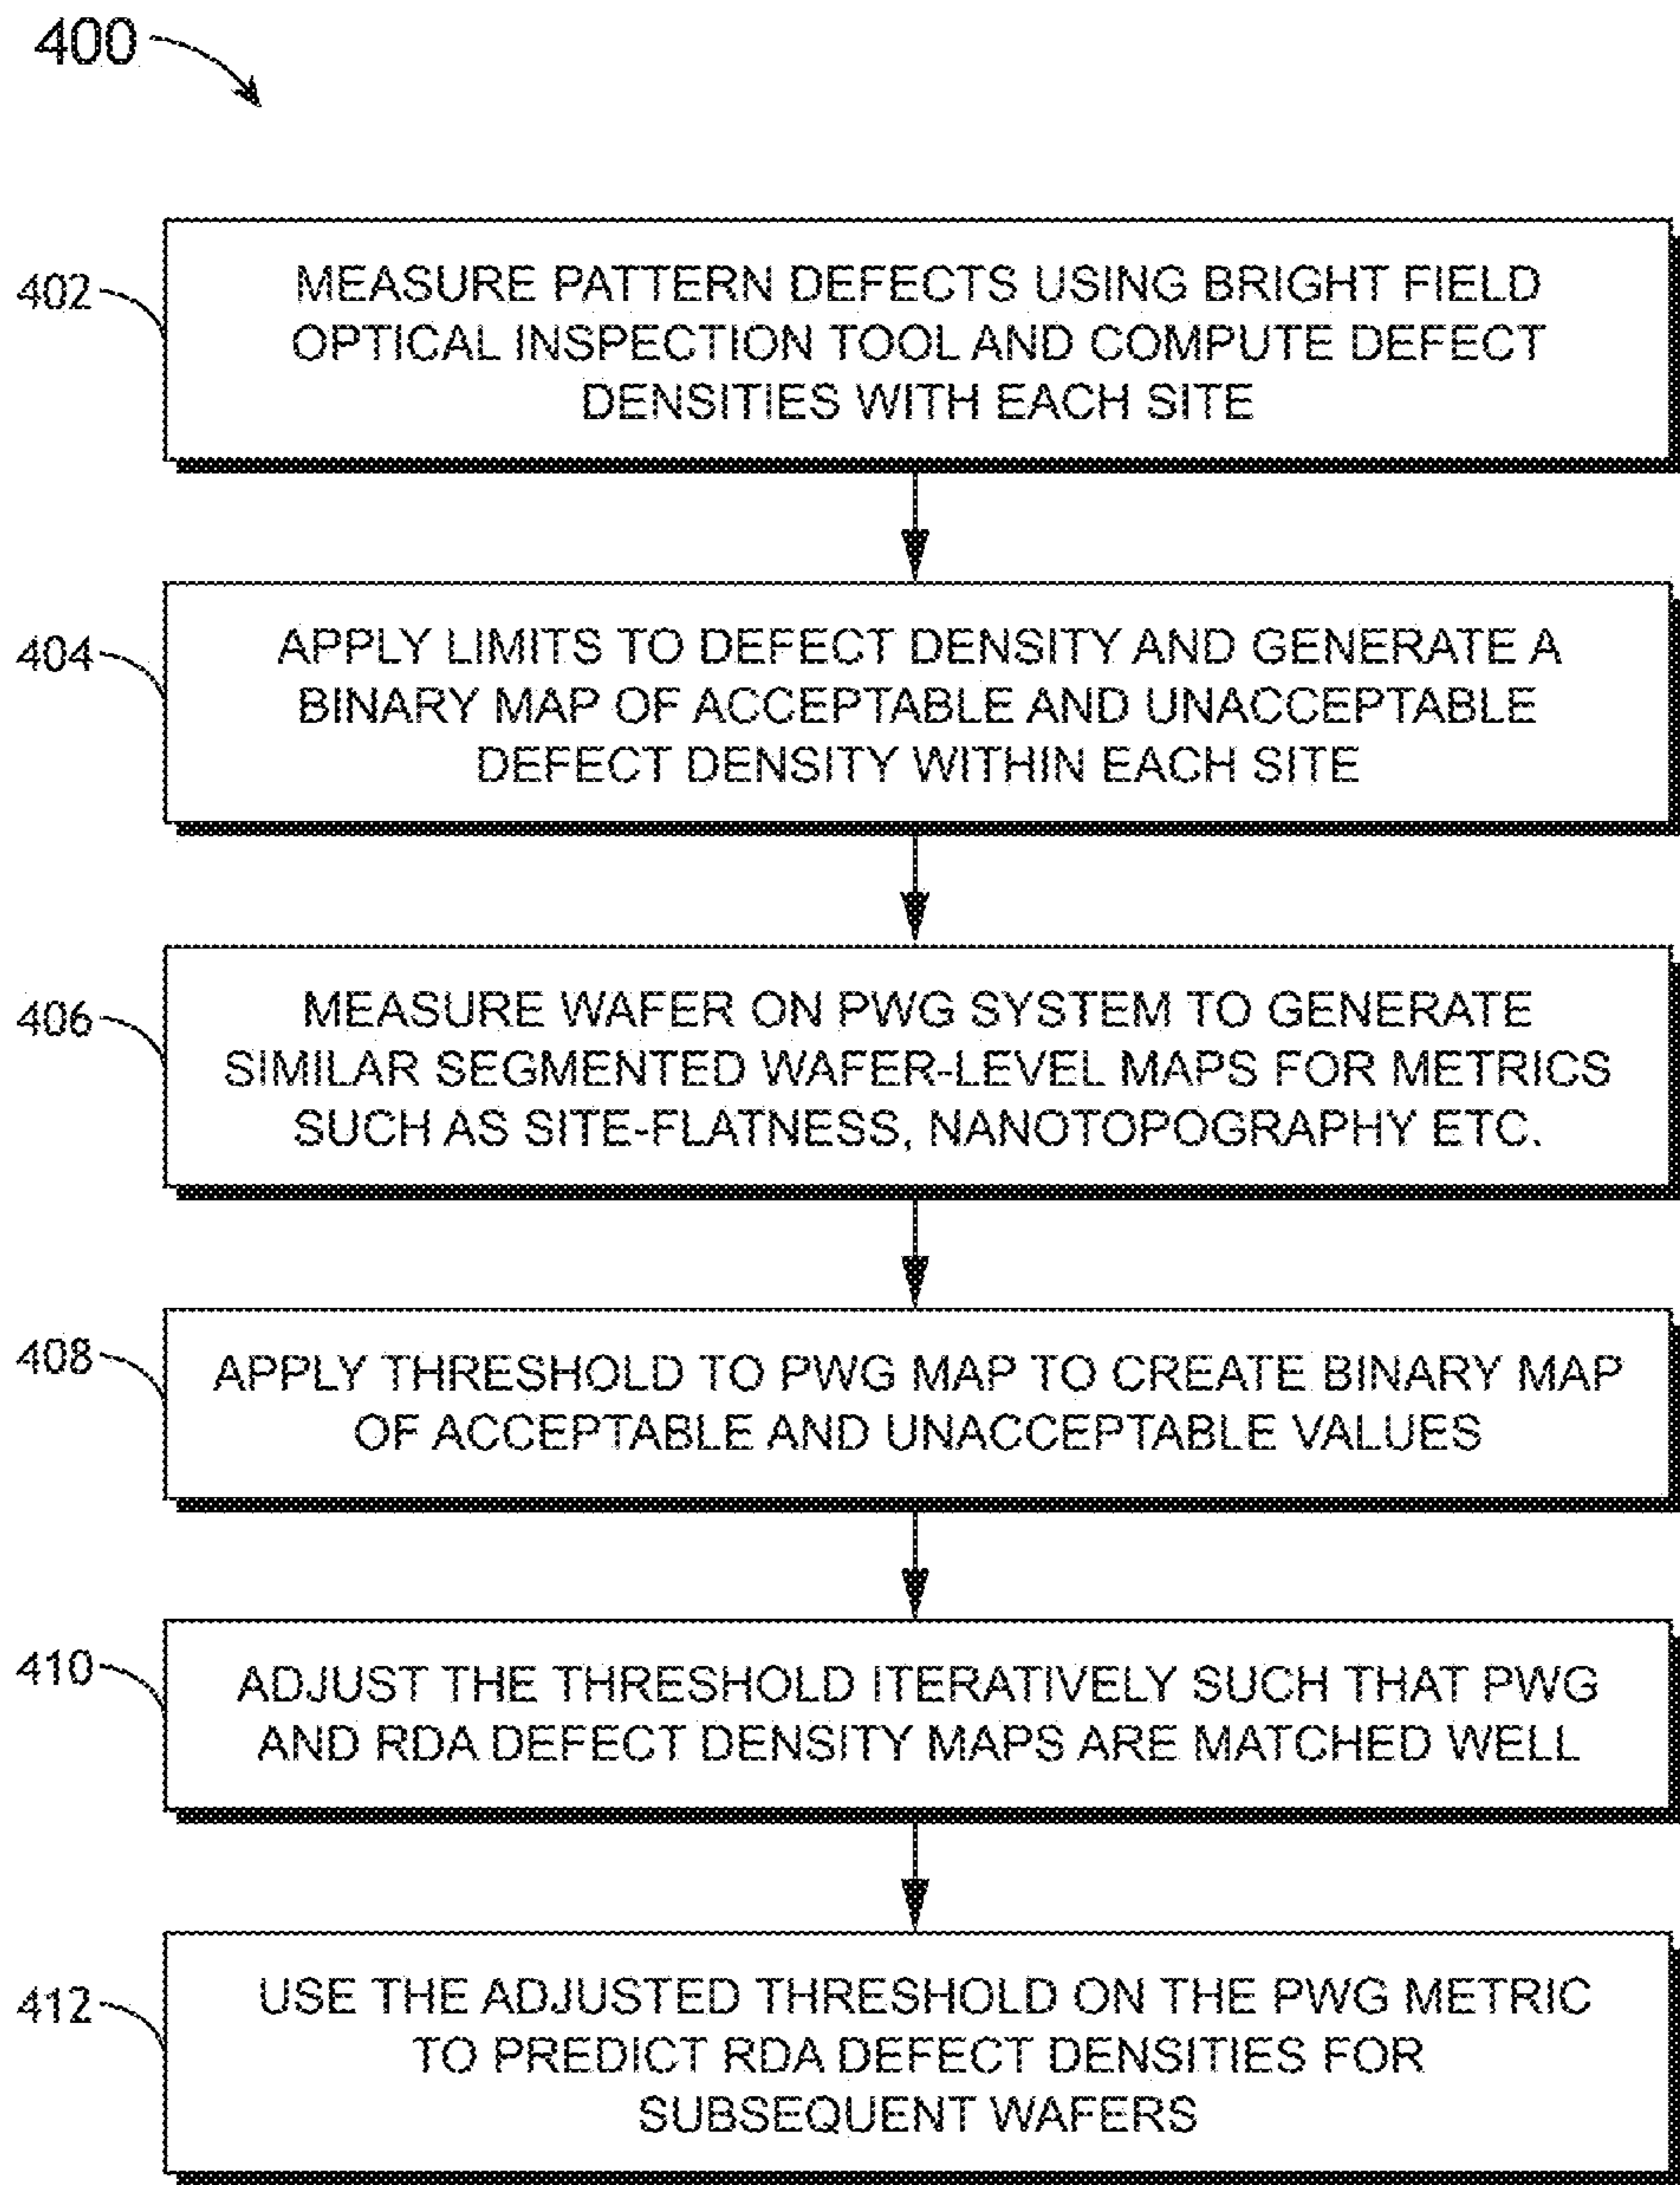 400
402
MEASURE PATTERN DEFECTS USING BRIGHT FIELD
OPTICAL INSPECTION TOOL AND COMPUTE DEFECT
DENSITIES WITH EACH SITE
404
APPLY LIMITS TO DEFECT DENSITY AND GENERATE A
BINARY MAP OF ACCEPTABLE AND UNACCEPTABLE
DEFECT DENSITY WITHIN EACH SITE
406
MEASURE WAFER ON PWG SYSTEM TO GENERATE
SIMILAR SEGMENTED WAFER-LEVEL MAPS FOR METRICS
SUCH AS SITE-FLATNESS, NANOTOPOGRAPHY ETC.
408
APPLY THRESHOLD TO PWG MAP TO CREATE BINARY MAP
OF ACCEPTABLE AND UNACCEPTABLE VALUES
410
ADJUST THE THRESHOLD ITERATIVELY SUCH THAT PWG
AND RDA DEFECT DENSITY MAPS ARE MATCHED WELL
412
USE THE ADJUSTED THRESHOLD ON THE PWG METRIC
TO PREDICT RDA DEFECT DENSITIES FOR
SUBSEQUENT WAFERS